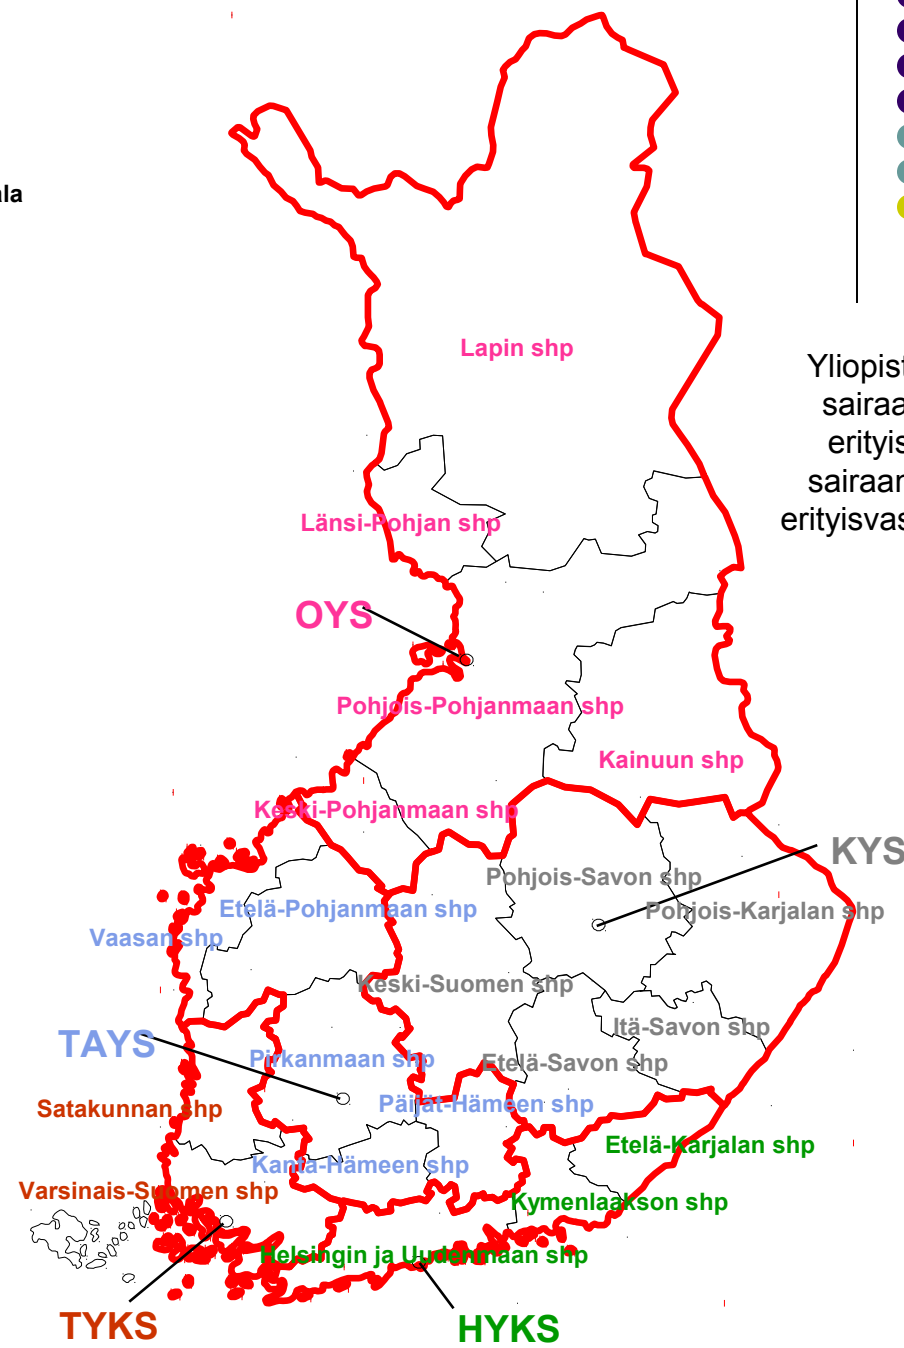 Lapin shp
Länsi-Pohjan shp
OYS
Pohjois-Pohjanmaan shp
Kainuun shp
Keski-Pohjanmaan shp
KYS
Pohjois-Savon shp
Etelä-Pohjanmaan shp
Pohjois-Karjalan shp
Vaasan shp
Keski-Suomen shp
Itä-Savon shp
TAYS
Pirkanmaan shp
Etelä-Savon shp
Satakunnan shp
Päijät-Hämeen shp
Etelä-Karjalan shp
Kanta-Hämeen shp
Varsinais-Suomen shp
Kymenlaakson shp
Helsingin ja Uudenmaan shp
TYKS
HYKS